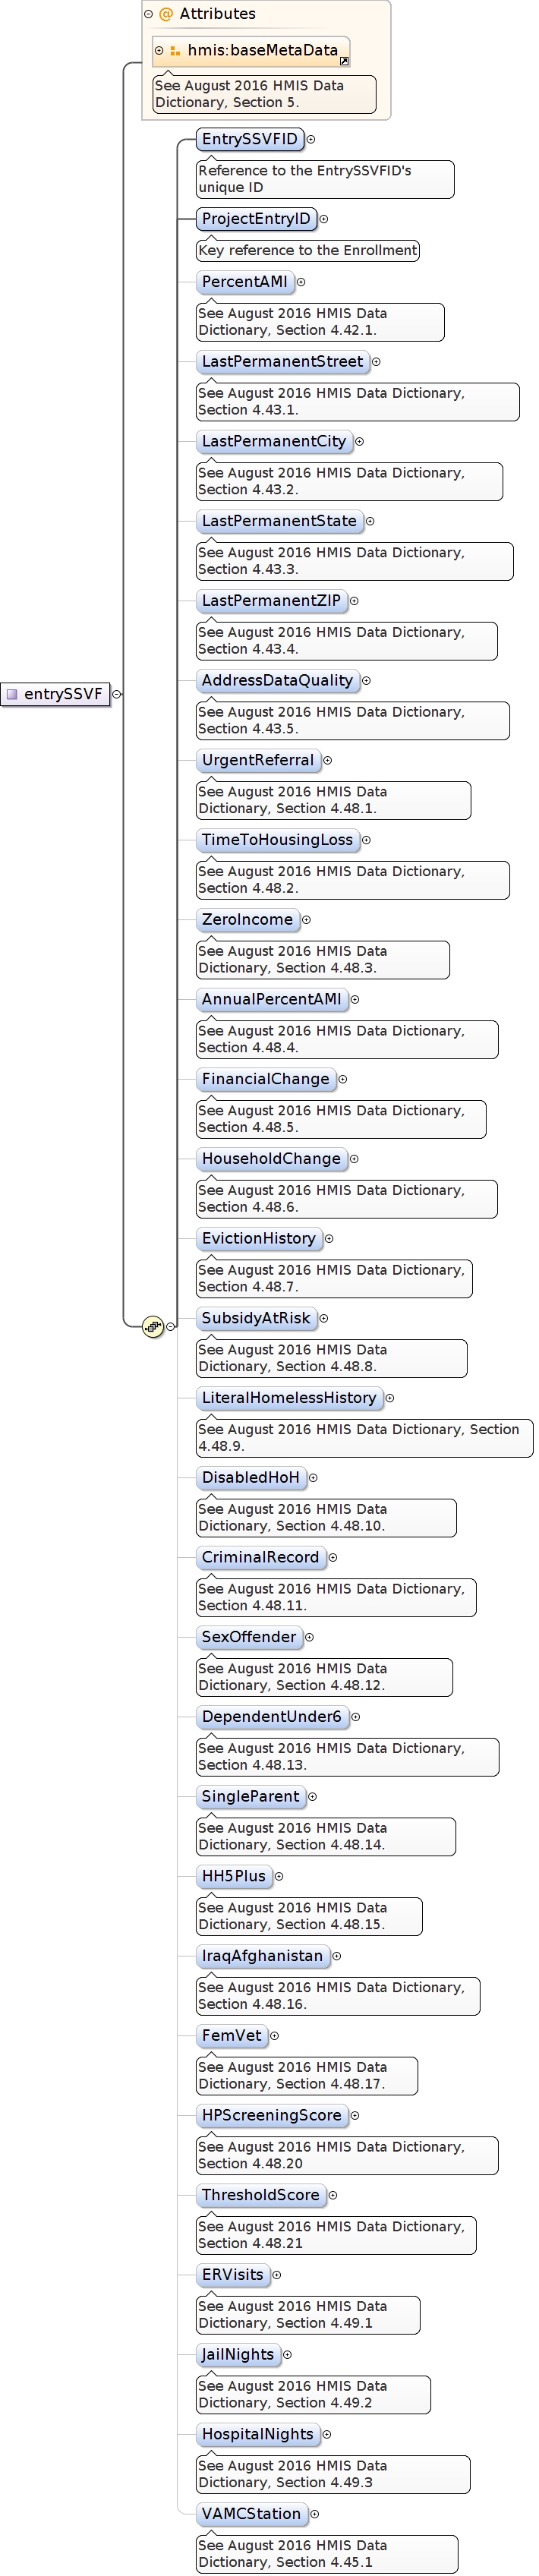 @ Attributes
hmis:baseMetaData
See August 2016 HMIS Data
Dictionary, Section 5.
EntrySSVFID
Reference to the EntrySSVFID's
unique ID
ProjectEntryID
Key reference to the Enrollment
PercentAMI
See August 2016 HMIS Data
Dictionary, Section 4.42.1.
LastPermanentStreet
See August 2016 HMIS Data Dictionary,
Section 4.43.1.
LastPermanentCity
See August 2016 HMIS Data Dictionary,
Section 4.43.2.
LastPermanentState
See August 2016 HMIS Data Dictionary,
Section 4.43.3.
LastPermanentZIP
See August 2016 HMIS Data Dictionary,
Section 4.43.4.
AddressDataQuality
See August 2016 HMIS Data Dictionary,
Section 4.43.5.
entrySSVF
UrgentReferral
See August 2016 HMIS Data
Dictionary, Section 4.48.1.
TimeToHousingLoss
See August 2016 HMIS Data Dictionary,
Section 4.48.2.
ZeroIncome
See August 2016 HMIS Data
Dictionary, Section 4.48.3.
AnnualPercentAMI
See August 2016 HMIS Data Dictionary,
Section 4.48.4.
FinancialChange
See August 2016 HMIS Data Dictionary,
Section 4.48.5.
HouseholdChange
See August 2016 HMIS Data Dictionary,
Section 4.48.6.
EvictionHistory
See August 2016 HMIS Data Dictionary,
Section 4.48.7.
SubsidyAtRisk
See August 2016 HMIS Data
Dictionary, Section 4.48.8.
LiteralHomelessHistory
See August 2016 HMIS Data Dictionary, Section
4.48.9.
DisabledHoH
See August 2016 HMIS Data
Dictionary, Section 4.48.10.
CriminalRecord
See August 2016 HMIS Data Dictionary,
Section 4.48.11.
SexOffender
See August 2016 HMIS Data
Dictionary, Section 4.48.12.
DependentUnder6
See August 2016 HMIS Data Dictionary,
Section 4.48.13.
SingleParent
See August 2016 HMIS Data
Dictionary, Section 4.48.14.
HH5Plus
See August 2016 HMIS Data
Dictionary, Section 4.48.15.
IraqAfghanistan
See August 2016 HMIS Data Dictionary,
Section 4.48.16.
FemVet
See August 2016 HMIS Data
Dictionary, Section 4.48.17.
HPScreeningScore
See August 2016 HMIS Data Dictionary,
Section 4.48.20
ThresholdScore
See August 2016 HMIS Data Dictionary,
Section 4.48.21
ERVisits
See August 2016 HMIS Data
Dictionary, Section 4.49.1
JailNights
See August 2016 HMIS Data
Dictionary, Section 4.49.2
HospitalNights
See August 2016 HMIS Data
Dictionary, Section 4.49.3
VAMCStation
See August 2016 HMIS Data
Dictionary, Section 4.45.1